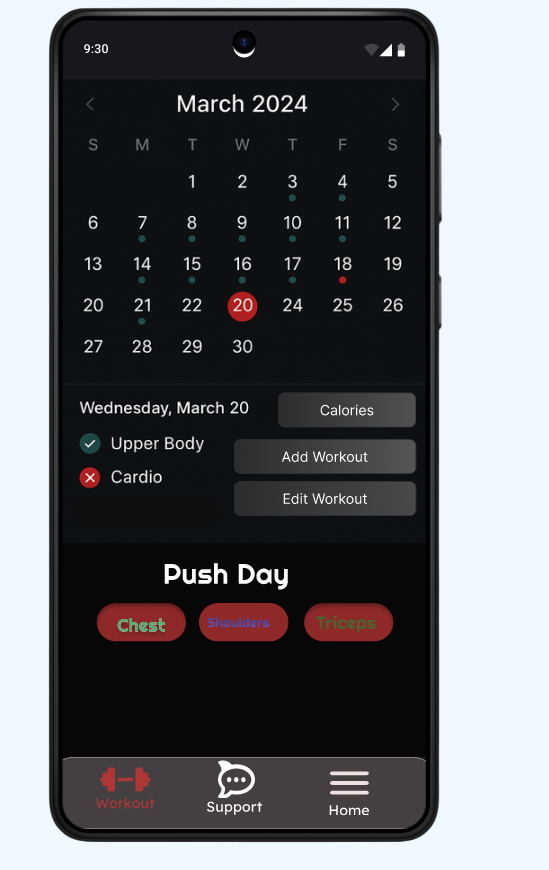 9:30
March 2024
S M T W T F S
1 2 3 4 5
6 7 8 9 10 11 12
13 14 15 16 17 18 19
20 21 22 20 24 25 26
27 28 29 30
Wednesday, March 20
Calories
Upper Body
Add Workout
Cardio
Edit Workout
Push Day
Chest Shoulders Triceps
Workout Support Home